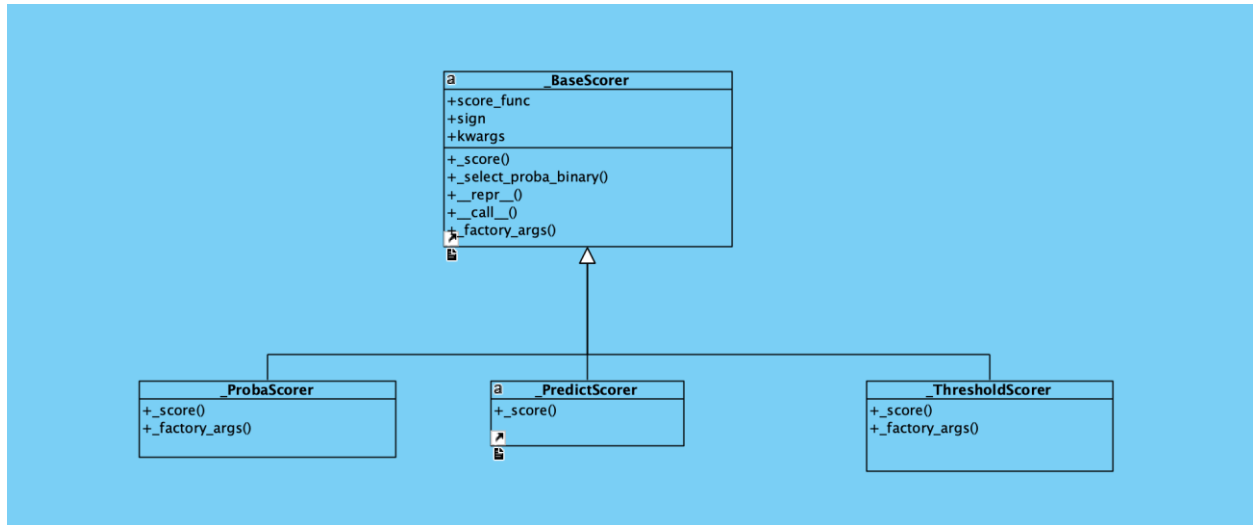 a _BaseScorer
+score_func
+sign
+kwargs
+_score()
+_select_proba_binary()
+__repr__()
+__call__()
+_factory_args()
_ProbaScorer
+_score()
+_factory_args()
a _PredictScorer
+_score()
_ThresholdScorer
+_score()
+_factory_args()